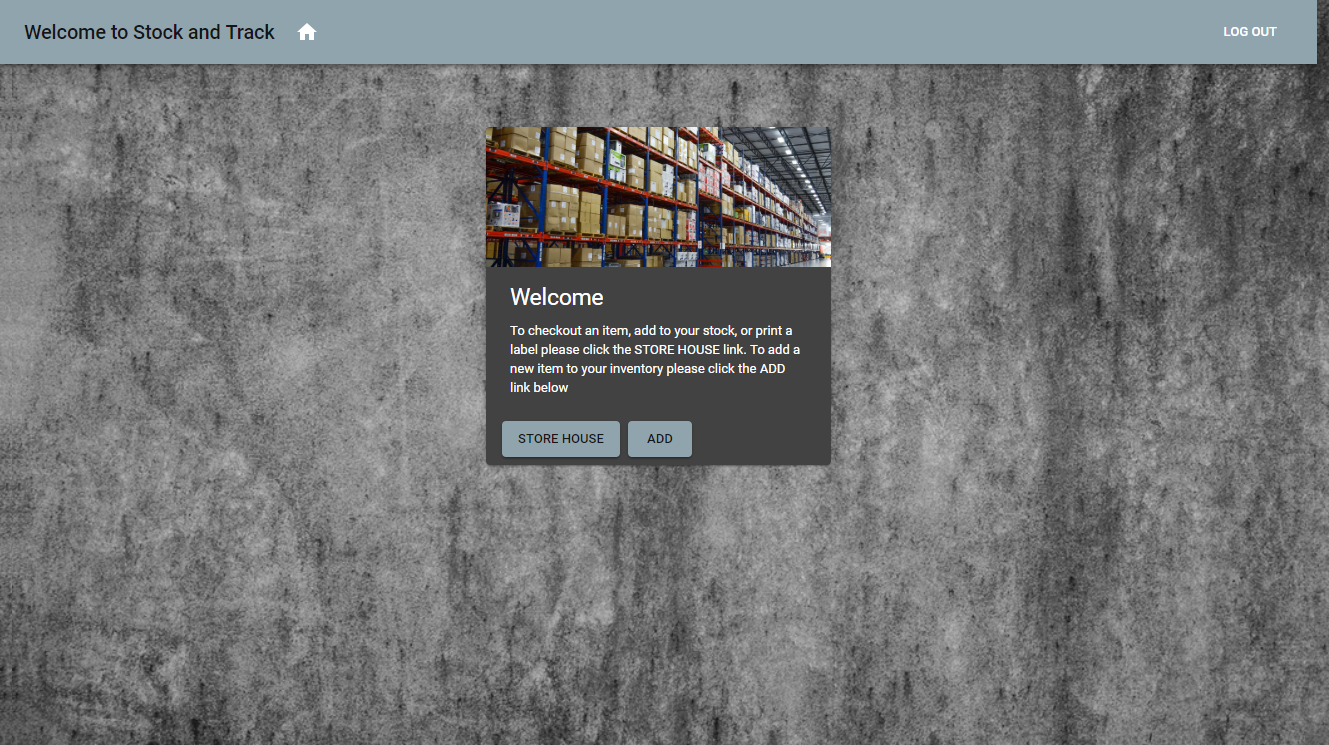 Welcome to Stock and Track
LOG OUT
Welcome
To checkout an item, add to your stock, or print a
label please click the STORE HOUSE link. To add a
new item to your inventory please click the ADD
link below
STORE HOUSE
ADD